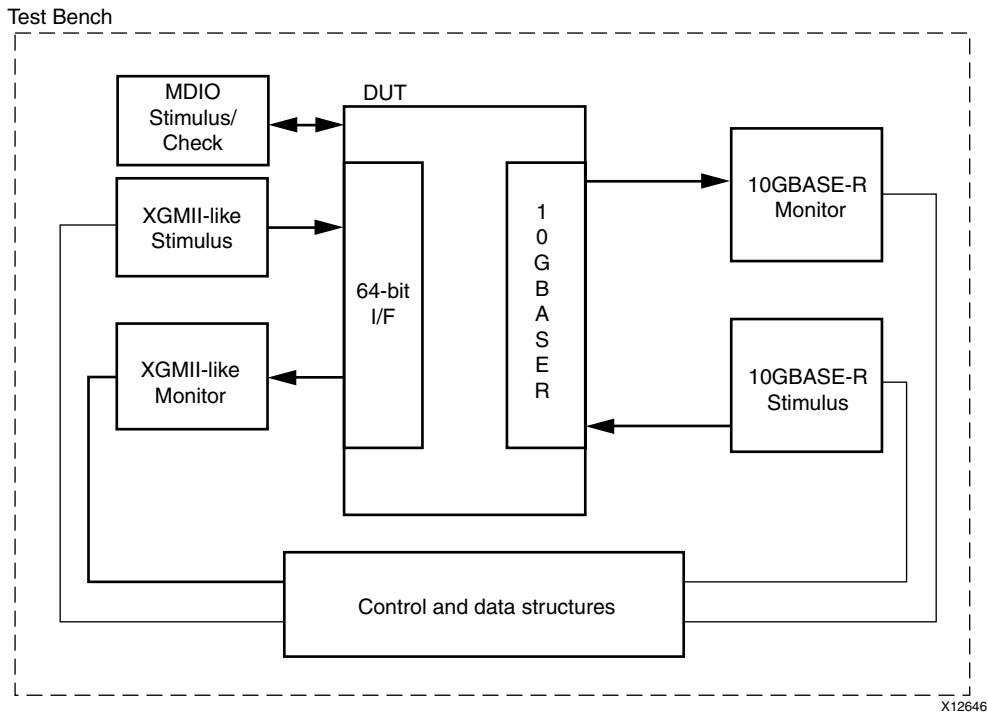 Test Bench
MDIO
Stimulus/
Check
DUT
XGMII-like
Stimulus
XGMII-like
Monitor
64-bit
I/F
1
0
G
B
A
S
E
R
10GBASE-R
Monitor
10GBASE-R
Stimulus
Control and data structures
X12646